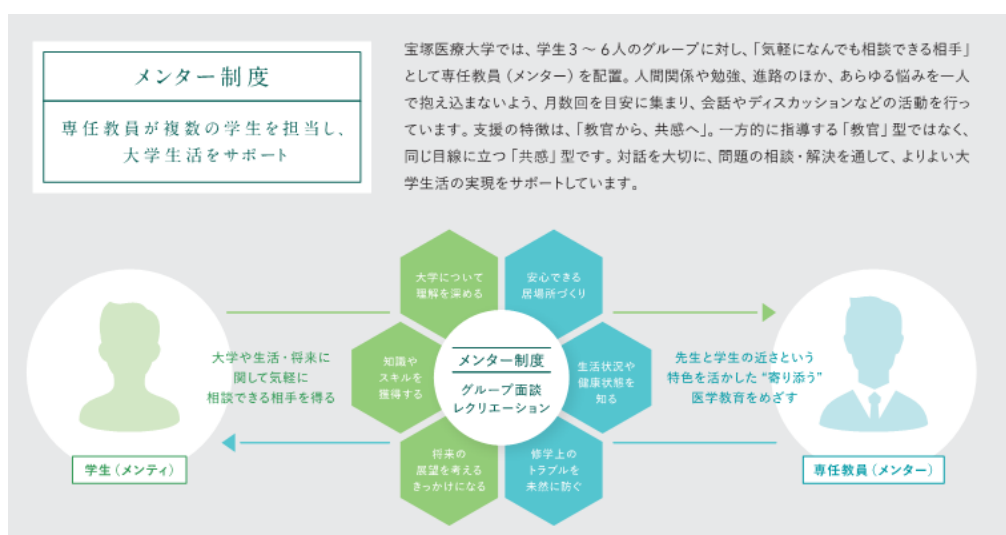 メンター制度
専任教員が複数の学生を担当し、
大学生活をサポート
宝塚医療大学では、学生3～6人のグループに対し、「気軽になんでも相談できる相手」
として専任教員（メンター）を配置。人間関係や勉強、進路のほか、あらゆる悩みを一人
で抱え込まないよう、月数回を目安に集まり、会話やディスカッションなどの活動を行っ
ています。支援の特徴は、「教官から、共感へ」。一方的に指導する「教官」型ではなく、
同じ目線に立つ「共感」型です。対話を大切に、問題の相談・解決を通して、よりよい大
学生活の実現をサポートしています。
大学や生活・将来に
関して気軽に
相談できる相手を得る
学生（メンティ）
大学について
理解を深める
知識や
スキルを
獲得する
将来の
展望を考える
きっかけになる
メンター制度
グループ面談
レクリエーション
安心できる
居場所づくり
生活状況や
健康状態を
知る
修学上の
トラブルを
未然に防ぐ
先生と学生の近さという
特色を活かした“寄り添う”
医学教育をめざす
専任教員（メンター）